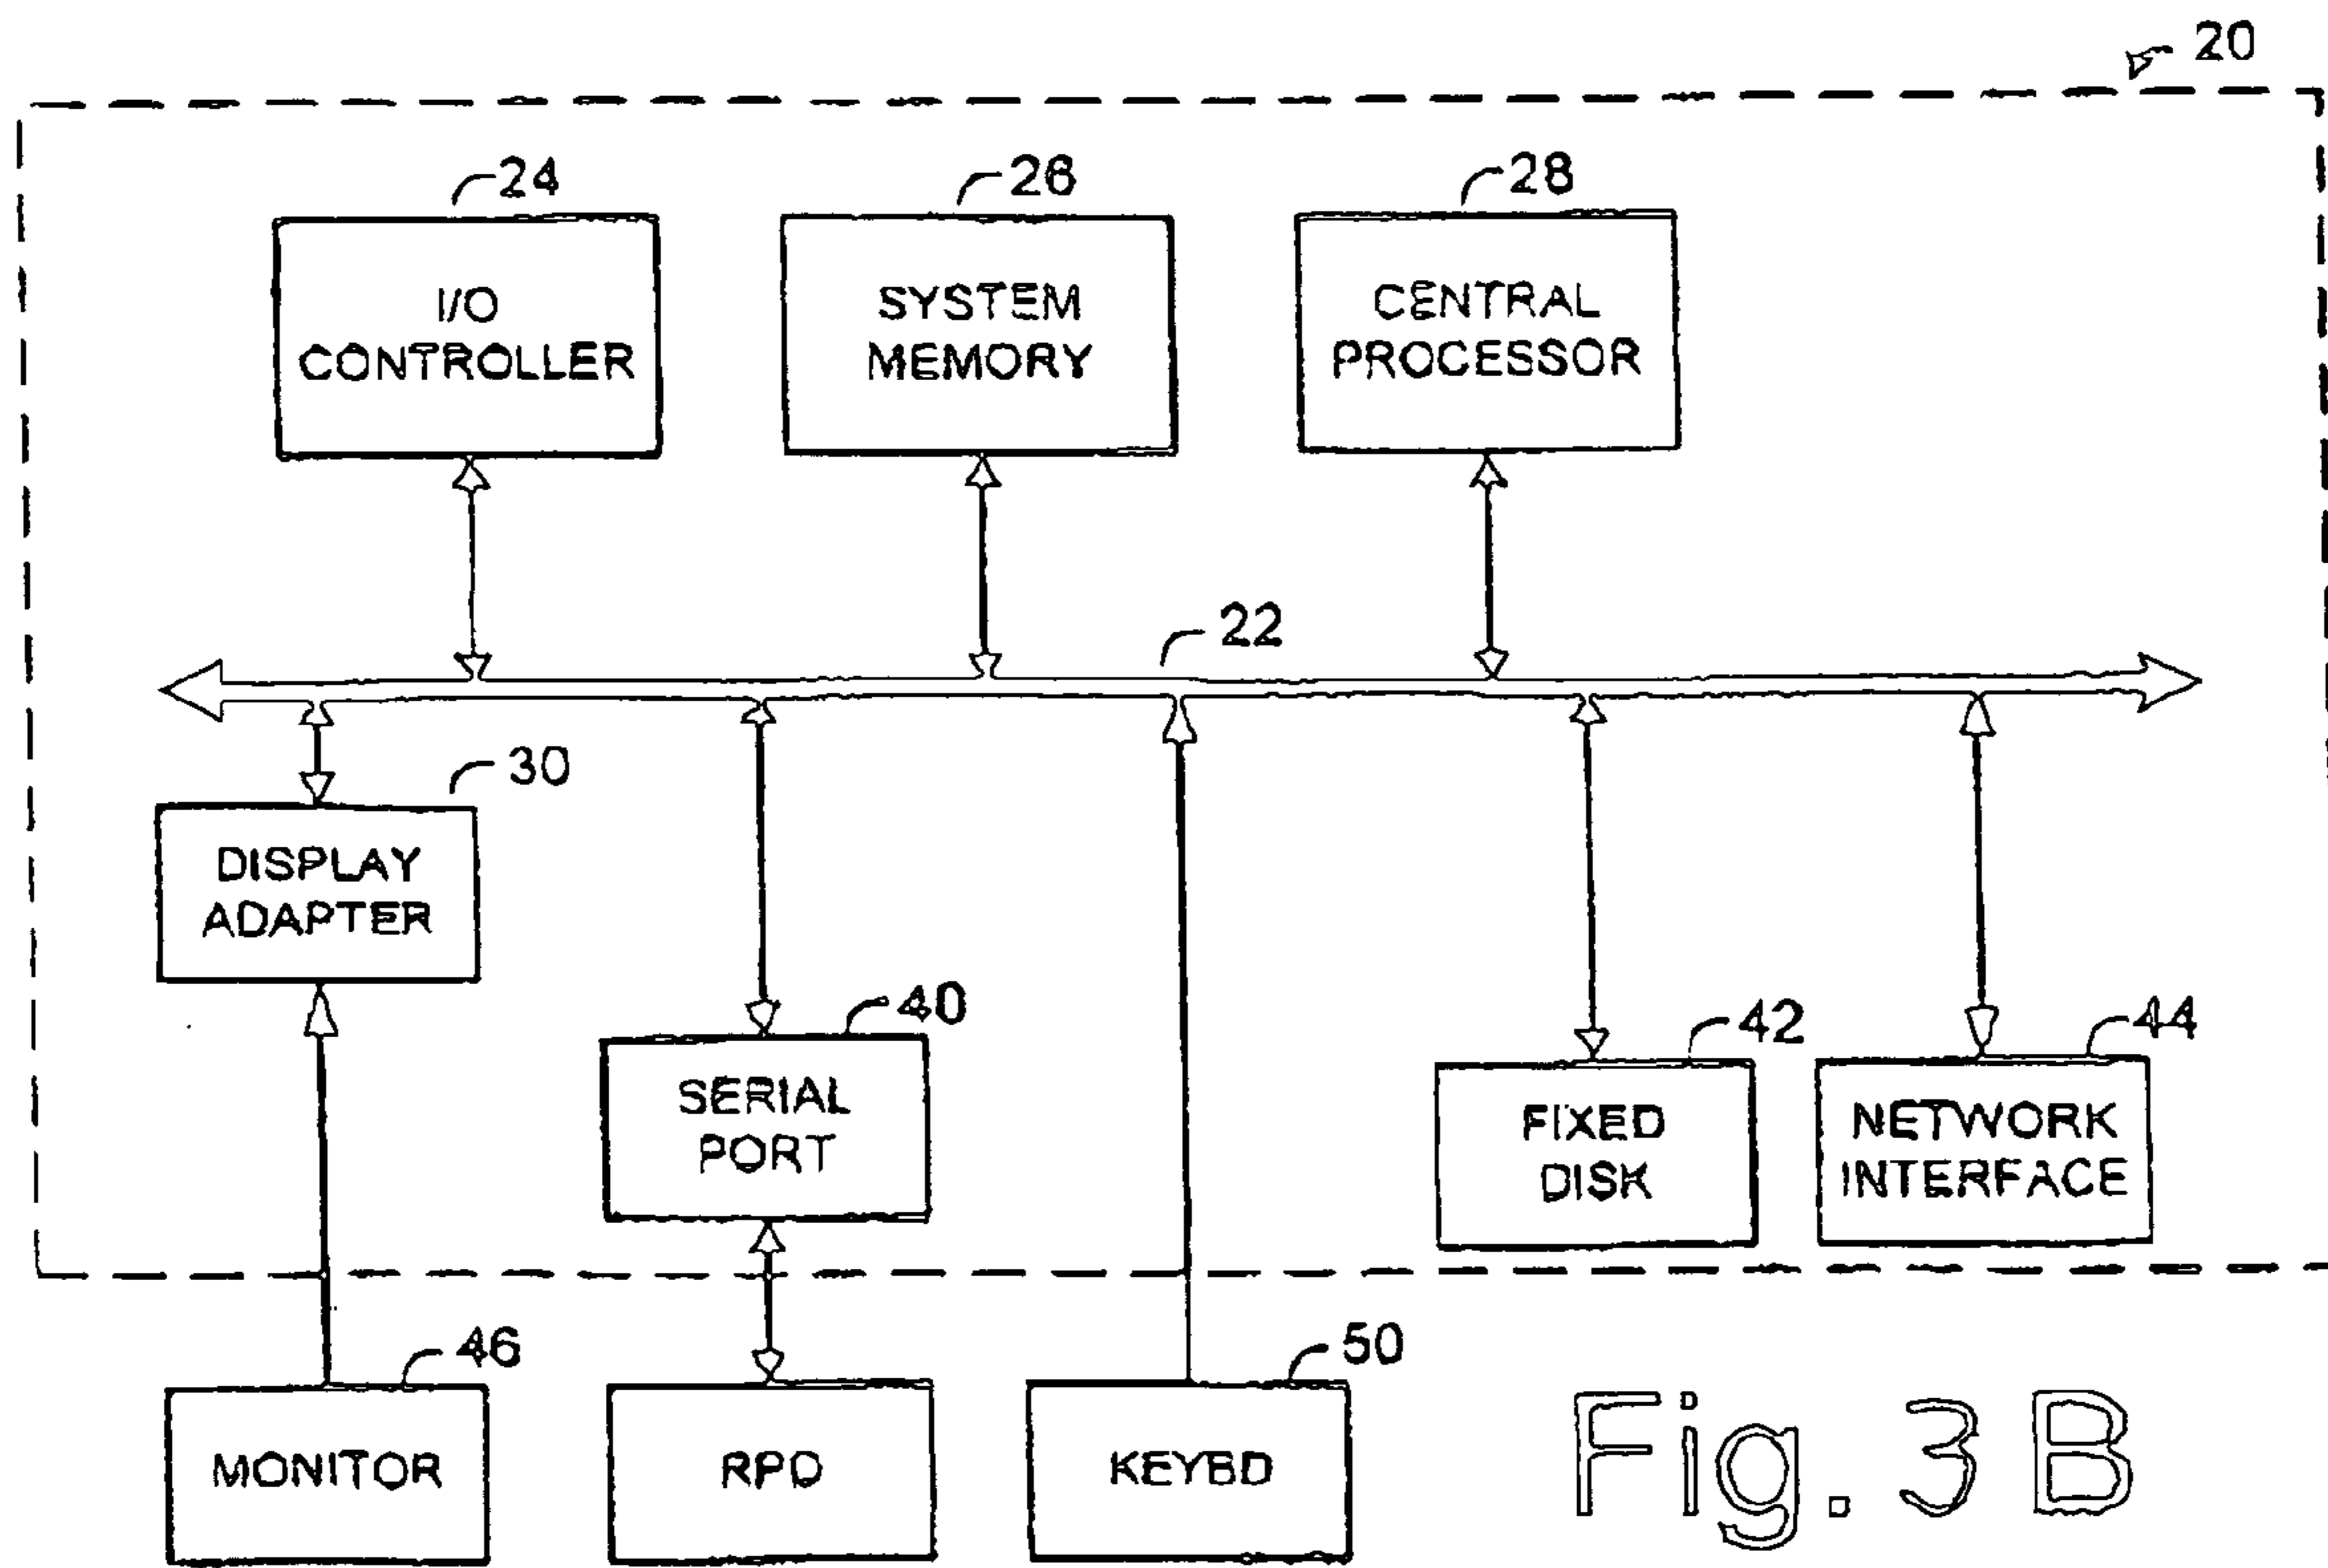 20
24
26
28
I/O
CONTROLLER
SYSTEM
MEMORY
CENTRAL
PROCESSOR
22
30
DISPLAY
ADAPTER
40
SERIAL
PORT
42
FIXED
DISK
44
NETWORK
INTERFACE
46
MONITOR
RPD
50
KEYBD
Fig. 3B